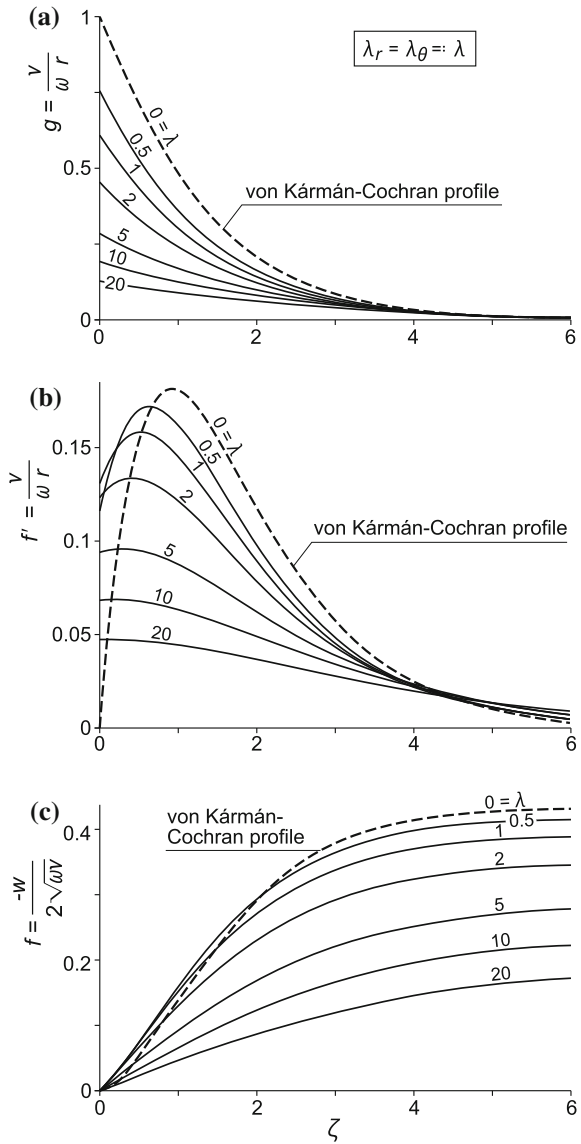 (a)
1
0.5
0
g = v / ω r
λr = λθ =: λ
0 = λ
0.5
1
2
5
10
20
von Kármán-Cochran profile
0 2 4 6
(b)
0.15
0.1
0.05
0
f' = v / ω r
0 = λ
0.5
1
2
5
10
20
von Kármán-Cochran profile
0 2 4 6
(c)
0.4
0.2
0
f = -w / 2√ων
von Kármán-
Cochran profile
0 = λ
0.5
1
2
5
10
20
0 2 4 6
ζ